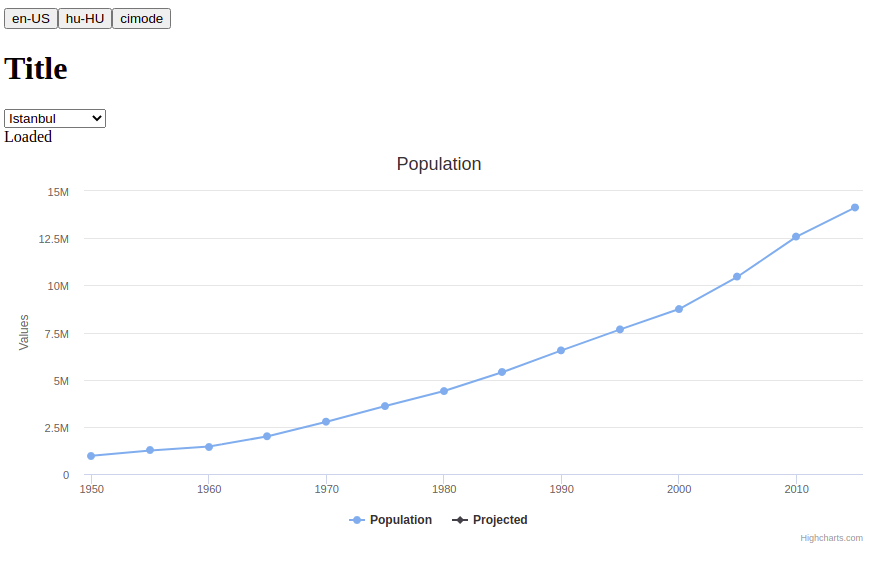 en-US hu-HU cimode
Title
Istanbul
Loaded
Population
15M
12.5M
10M
7.5M
5M
2.5M
0
Values
1950 1960 1970 1980 1990 2000 2010
Population Projected
Highcharts.com